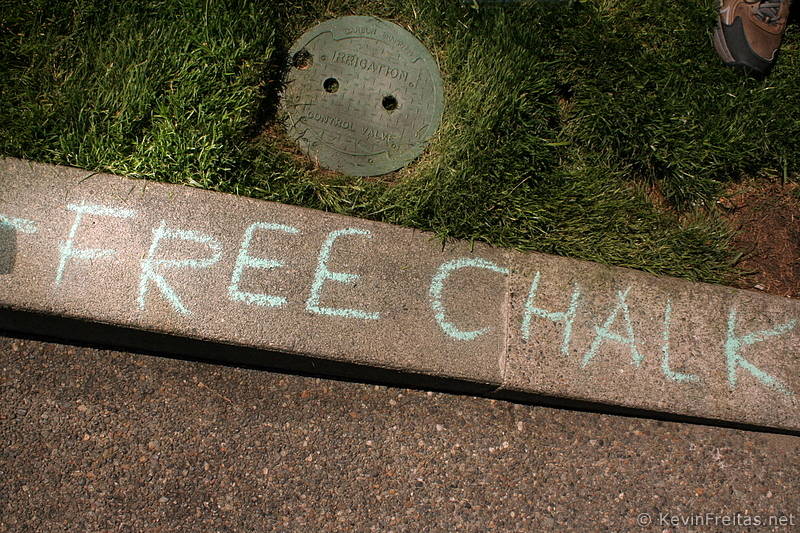 IRRIGATION
CONTROL VALVE
FREE CHALK
© KevinFreitas.net